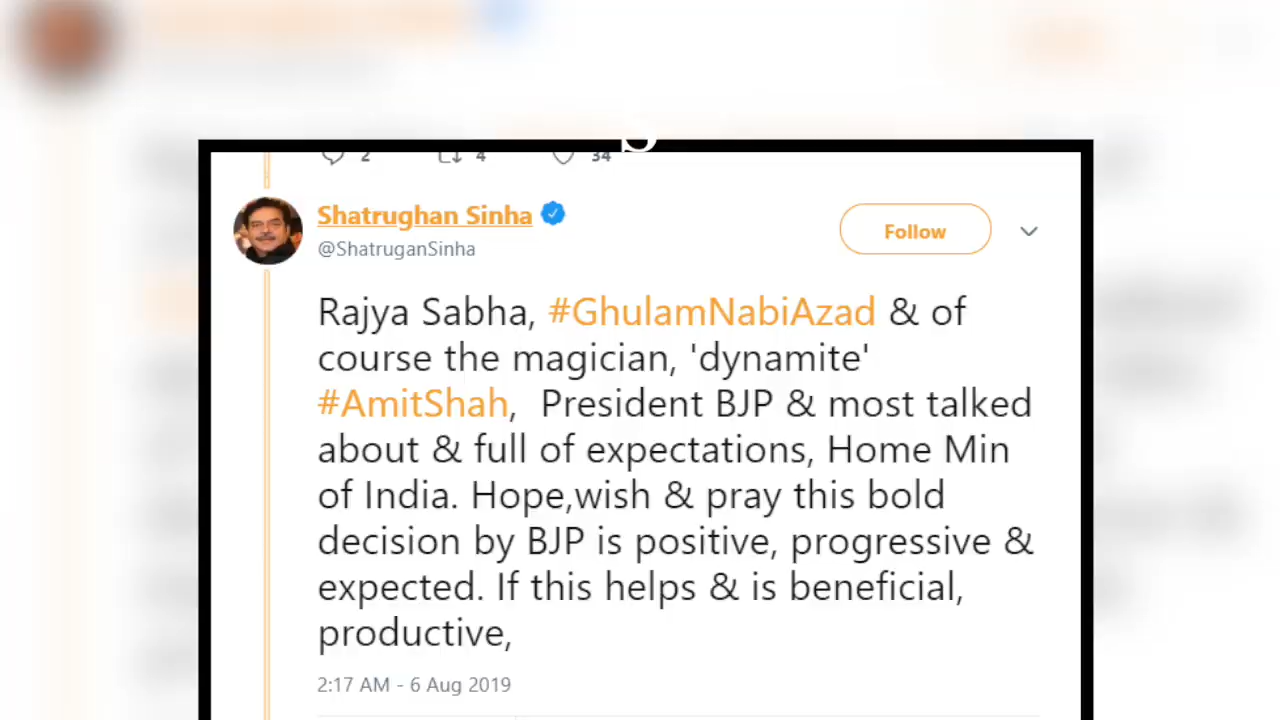 2 4 34
Shatrughan Sinha
@ShatruganSinha
Follow
Rajya Sabha, #GhulamNabiAzad & of
course the magician, 'dynamite'
#AmitShah,  President BJP & most talked
about & full of expectations, Home Min
of India. Hope,wish & pray this bold
decision by BJP is positive, progressive &
expected. If this helps & is beneficial,
productive,
2:17 AM - 6 Aug 2019